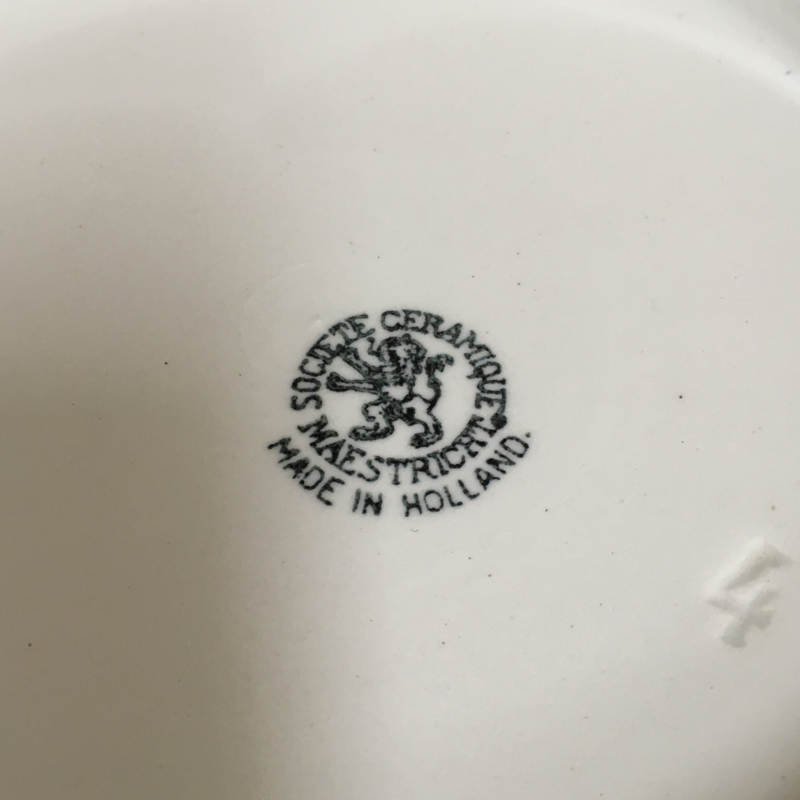 SOCIETE CERAMIQUE
MAESTRICHT
MADE IN HOLLAND.
4